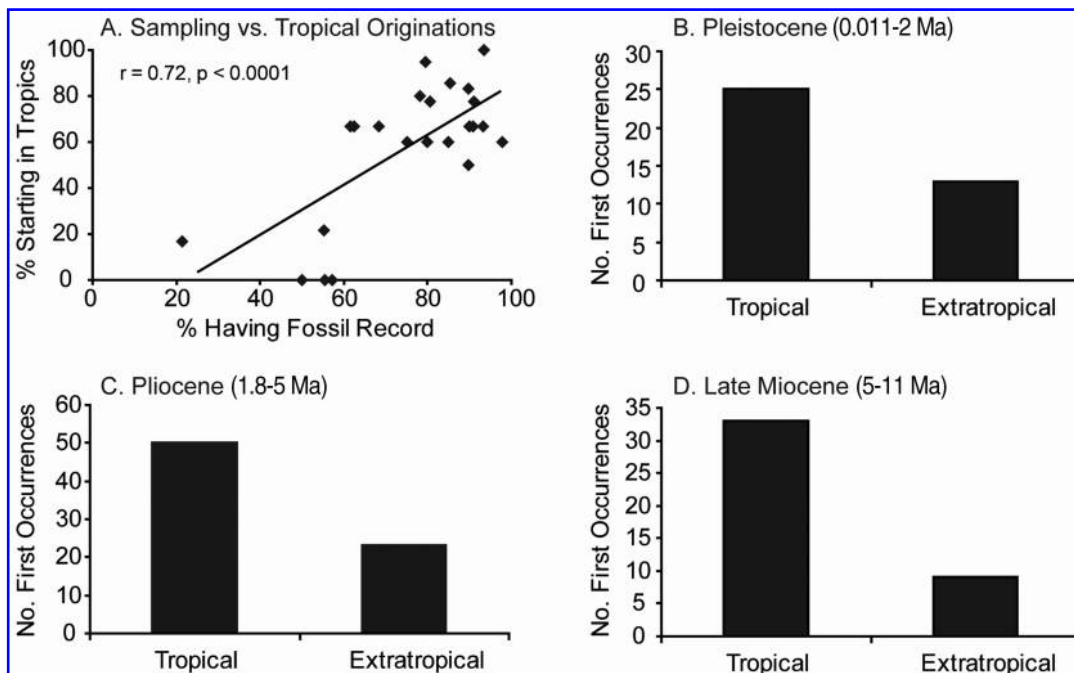 A. Sampling vs. Tropical Originations
r = 0.72, p < 0.0001
% Starting in Tropics
100
80
60
40
20
0
0 20 40 60 80 100
% Having Fossil Record
B. Pleistocene (0.011-2 Ma)
No. First Occurrences
30
25
20
15
10
5
0
Tropical Extratropical
C. Pliocene (1.8-5 Ma)
No. First Occurrences
60
50
40
30
20
10
0
Tropical Extratropical
D. Late Miocene (5-11 Ma)
No. First Occurrences
35
30
25
20
15
10
5
0
Tropical Extratropical